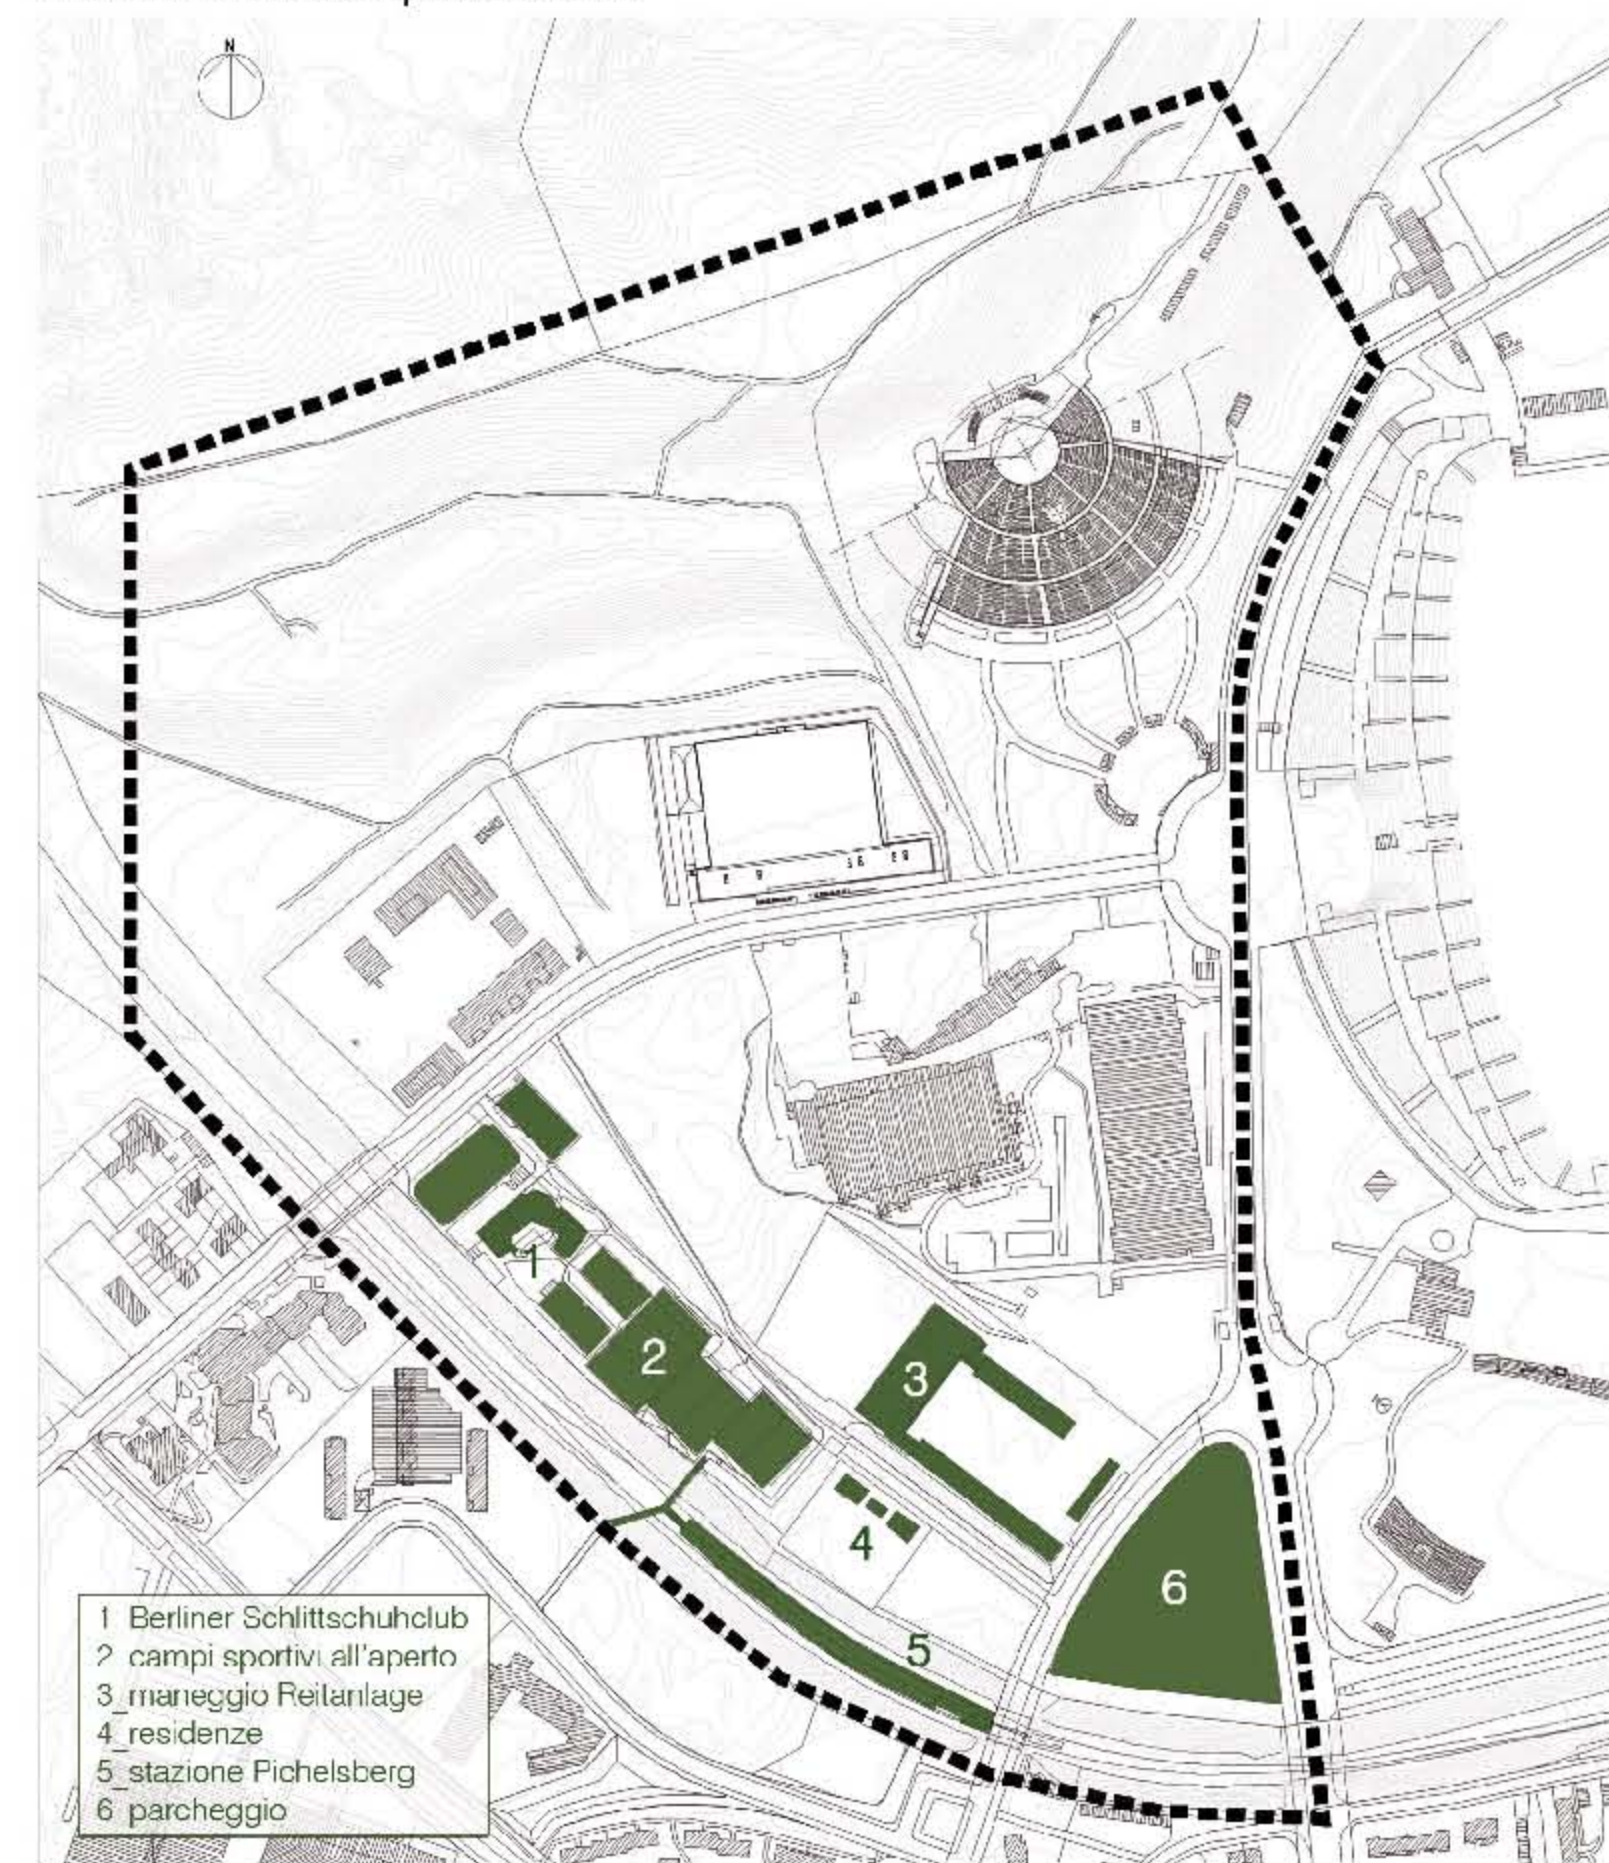 N
1
2
3
4
5
6
1 Berliner Schlittschuhclub
2 campi sportivi all'aperto
3_maneggio Reitanlage
4_residenze
5_stazione Pichelsberg
6 parcheggio